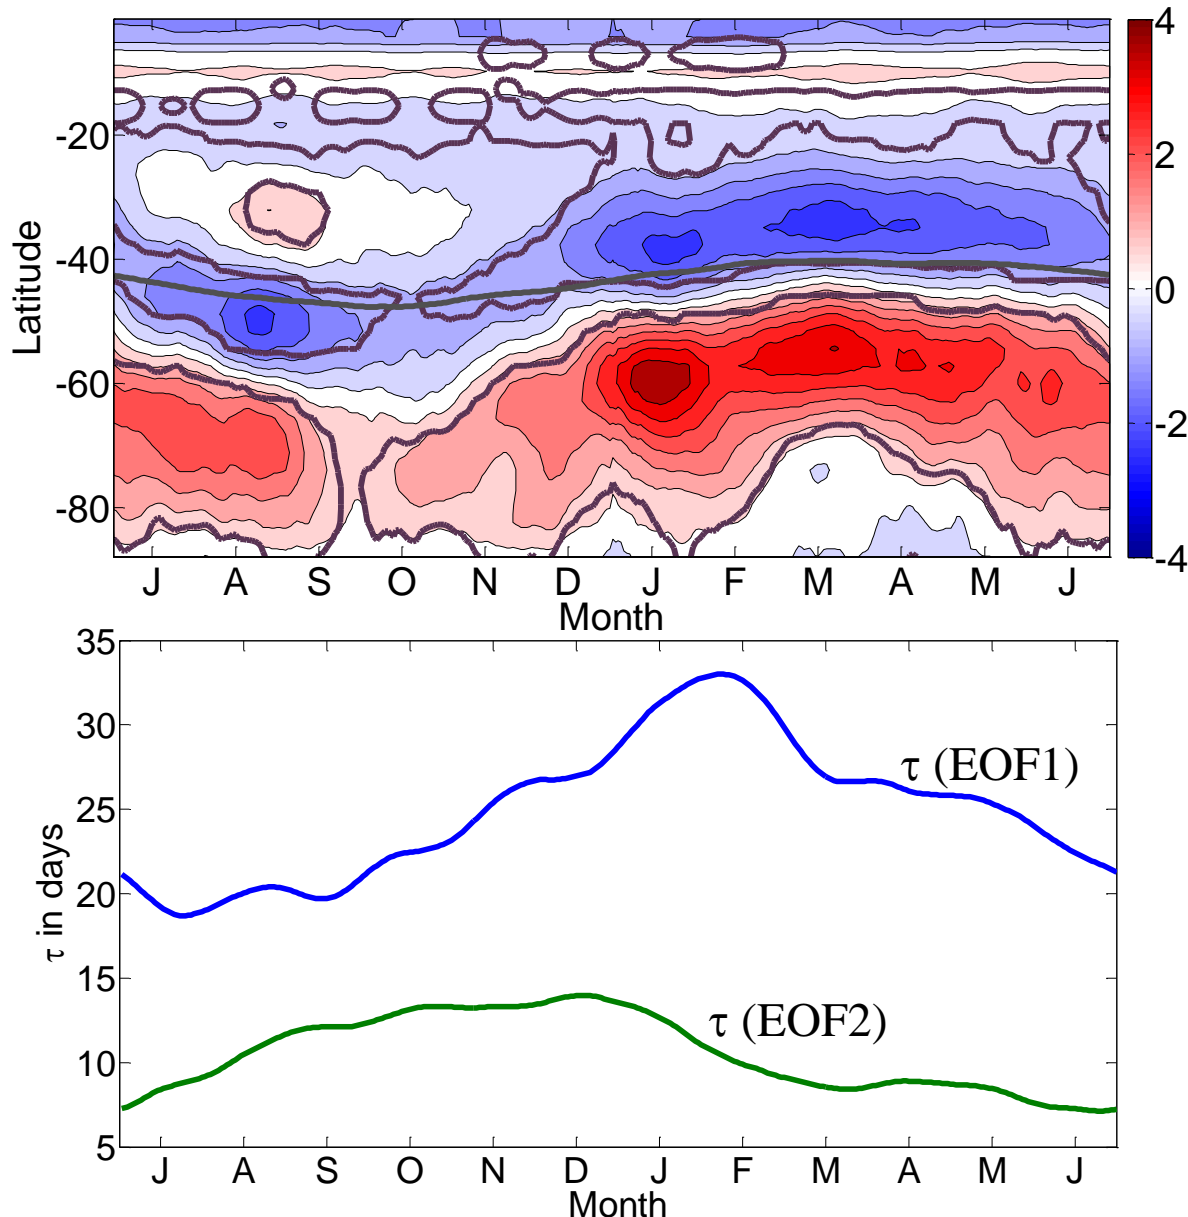 4
2
0
-2
-4
-20
-40
-60
-80
Latitude
J A S O N D J F M A M J
Month
35
30
25
20
15
10
5
τ in days
τ (EOF1)
τ (EOF2)
J A S O N D J F M A M J
Month